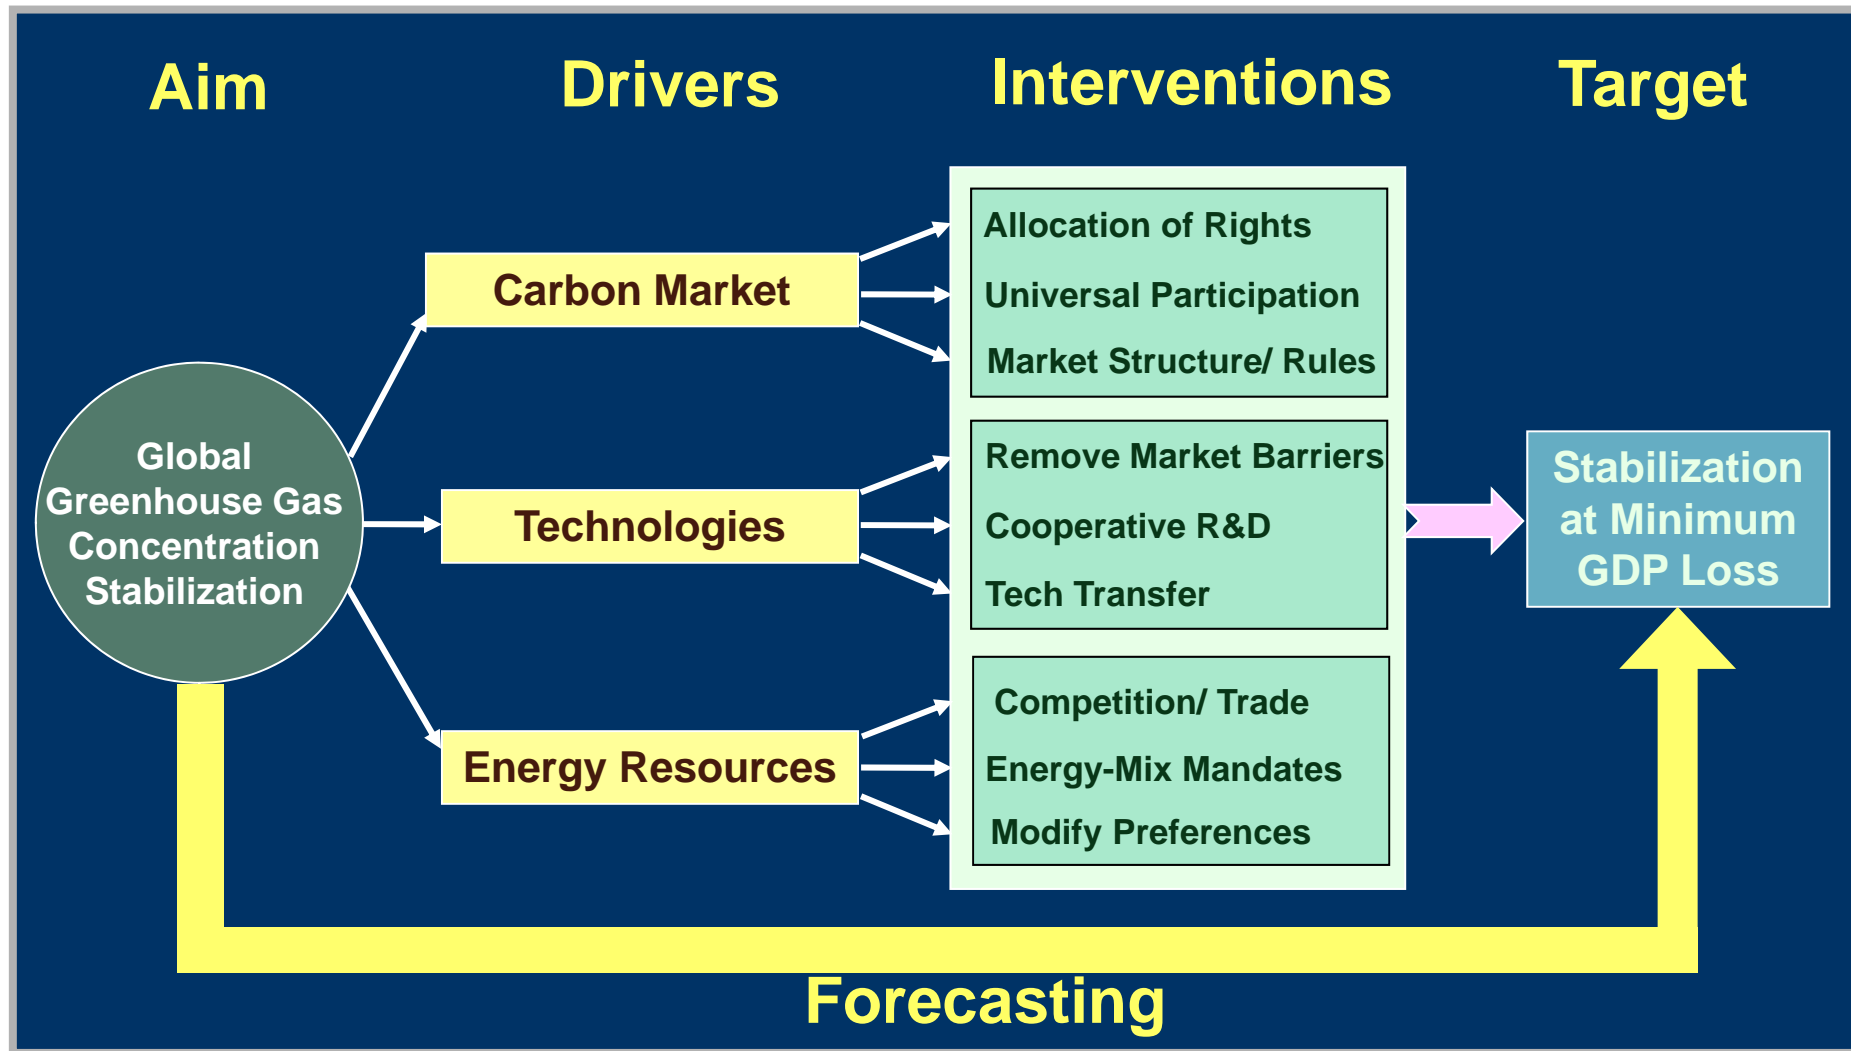 Aim
Drivers
Interventions
Target
Global
Greenhouse Gas
Concentration
Stabilization
Carbon Market
Technologies
Energy Resources
Allocation of Rights
Universal Participation
Market Structure/ Rules
Remove Market Barriers
Cooperative R&D
Tech Transfer
Competition/ Trade
Energy-Mix Mandates
Modify Preferences
Stabilization
at Minimum
GDP Loss
Forecasting